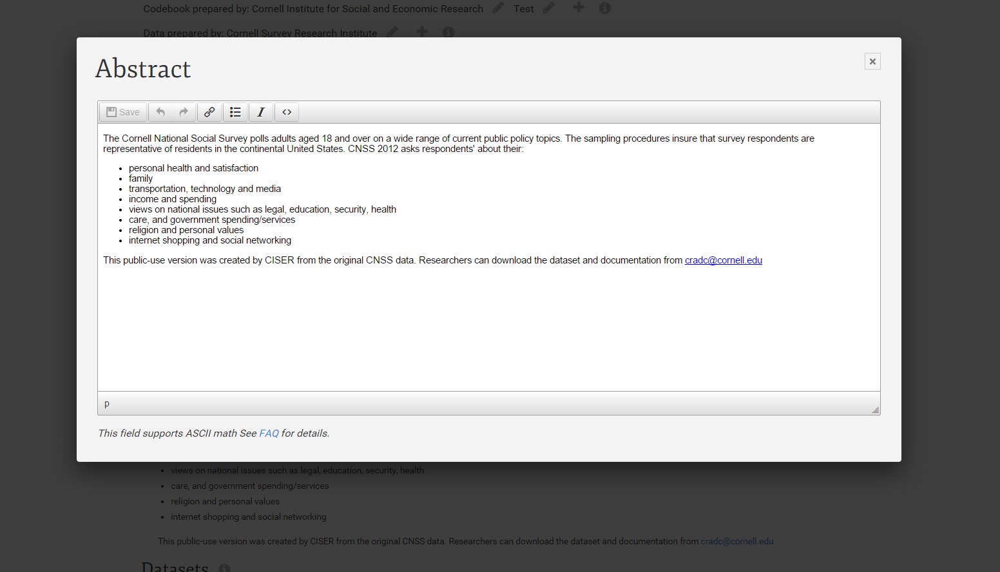 Codebook prepared by: Cornell Institute for Social and Economic Research Test
Data prepared by: Cornell Survey Research Institute
Abstract
Save
The Cornell National Social Survey polls adults aged 18 and over on a wide range of current public policy topics. The sampling procedures insure that survey respondents are
representative of residents in the continental United States. CNSS 2012 asks respondents' about their:
• personal health and satisfaction
• family
• transportation, technology and media
• income and spending
• views on national issues such as legal, education, security, health
• care, and government spending/services
• religion and personal values
• internet shopping and social networking
This public-use version was created by CISER from the original CNSS data. Researchers can download the dataset and documentation from cradc@cornell.edu
p
This field supports ASCII math See FAQ for details.
• views on national issues such as legal, education, security, health
• care, and government spending/services
• religion and personal values
• internet shopping and social networking
This public-use version was created by CISER from the original CNSS data. Researchers can download the dataset and documentation from cradc@cornell.edu
Datasets